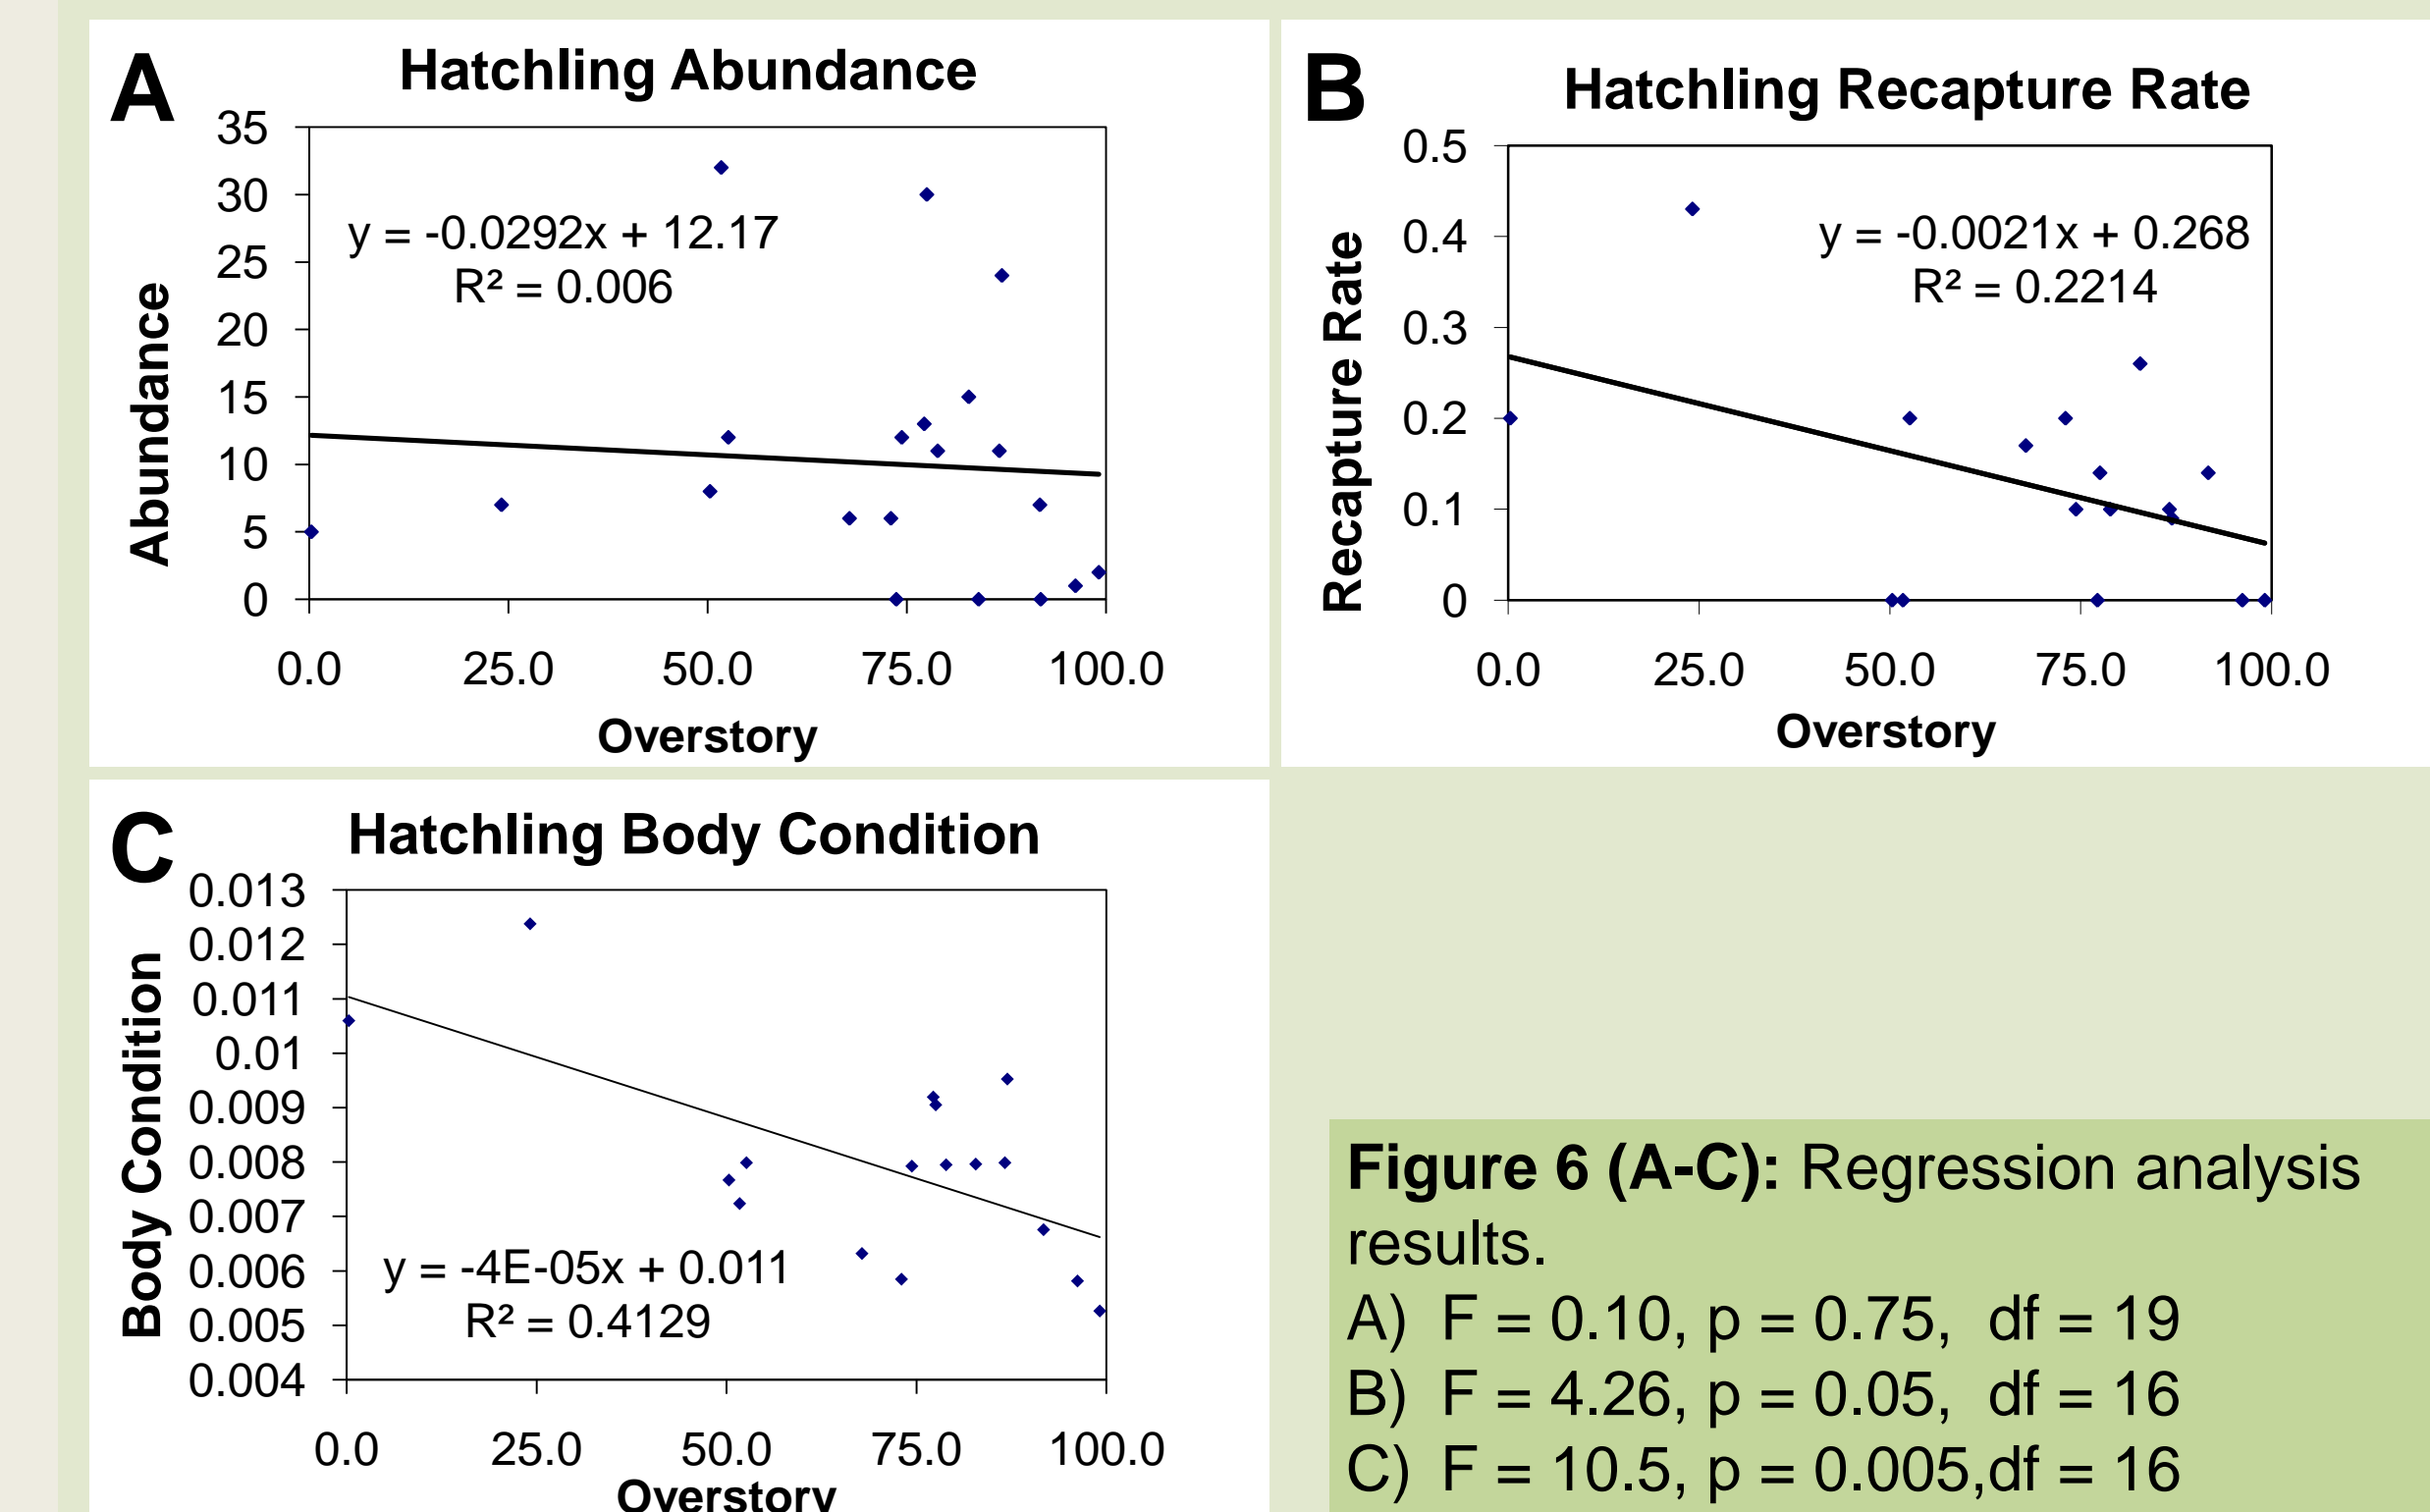 A
Hatchling Abundance
35
30
25
20
15
10
5
0
y = -0.0292x + 12.17
R² = 0.006
Abundance
0.0 25.0 50.0 75.0 100.0
Overstory
B
Hatchling Recapture Rate
0.5
0.4
0.3
0.2
0.1
0
y = -0.0021x + 0.268
R² = 0.2214
Recapture Rate
0.0 25.0 50.0 75.0 100.0
Overstory
C
Hatchling Body Condition
0.013
0.012
0.011
0.01
0.009
0.008
0.007
0.006
0.005
0.004
y = -4E-05x + 0.011
R² = 0.4129
Body Condition
0.0 25.0 50.0 75.0 100.0
Overstory
Figure 6 (A-C): Regression analysis
results.
A) F = 0.10, p = 0.75, df = 19
B) F = 4.26, p = 0.05, df = 16
C) F = 10.5, p = 0.005,df = 16